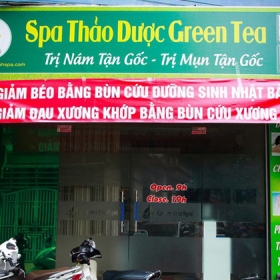 Spa Thảo Dược Green Tea
Trị Nám Tận Gốc - Trị Mụn Tận Gốc
GIẢM BÉO BẰNG BÙN CỨU DƯỠNG SINH NHẬT BẢ
GIẢM ĐAU XƯƠNG KHỚP BẰNG BÙN CỨU XƯƠNG
Open. 9h
Close. 19h